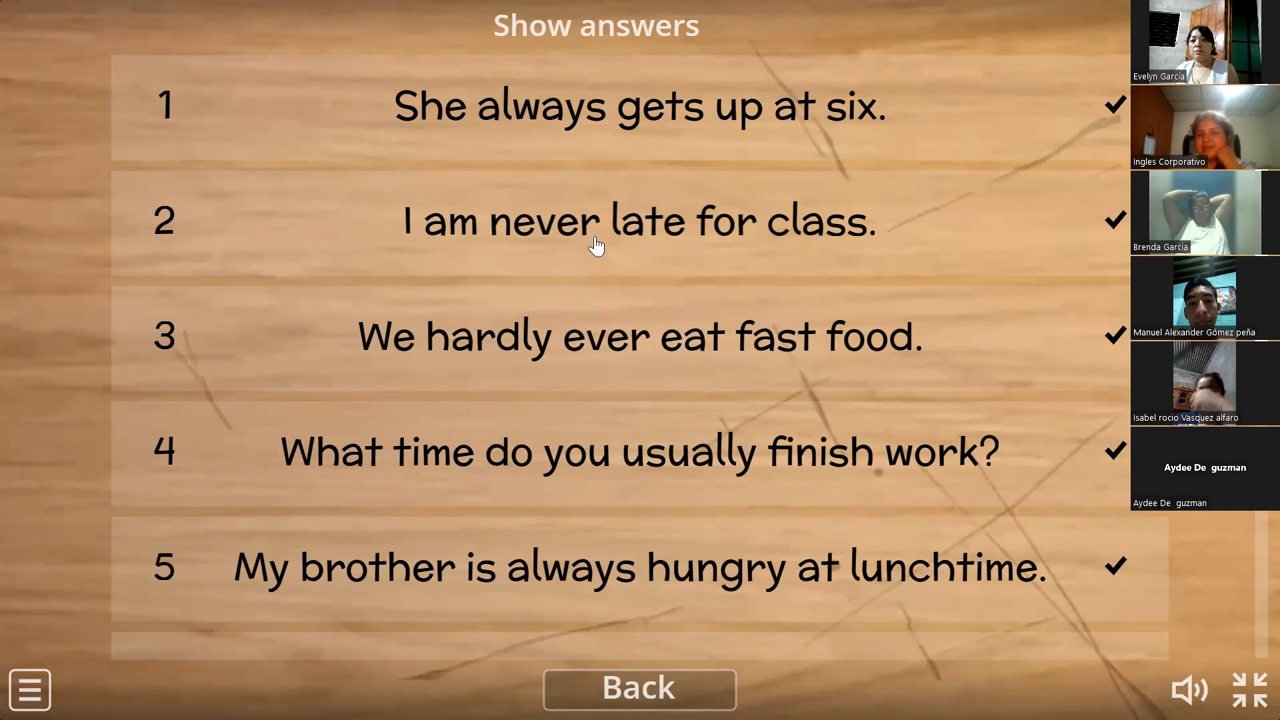 Show answers
1 She always gets up at six.
2 I am never late for class.
3 We hardly ever eat fast food.
4 What time do you usually finish work?
5 My brother is always hungry at lunchtime.
Back
Evelyn García
Ingles Corporativo
Brenda Garcia
Manuel Alexander Gómez peña
Isabel rocio Vasquez alfaro
Aydee De guzman
Aydee De guzman